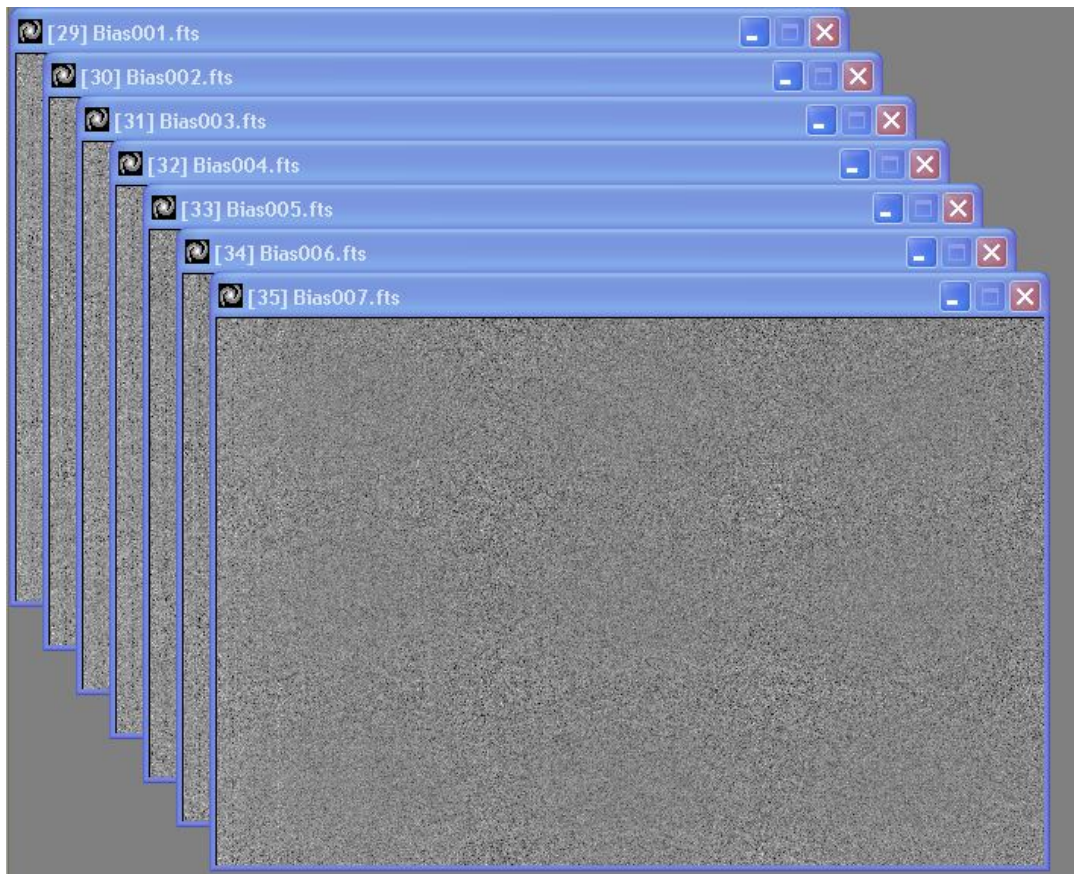 [29] Bias001.fts
[30] Bias002.fts
[31] Bias003.fts
[32] Bias004.fts
[33] Bias005.fts
[34] Bias006.fts
[35] Bias007.fts